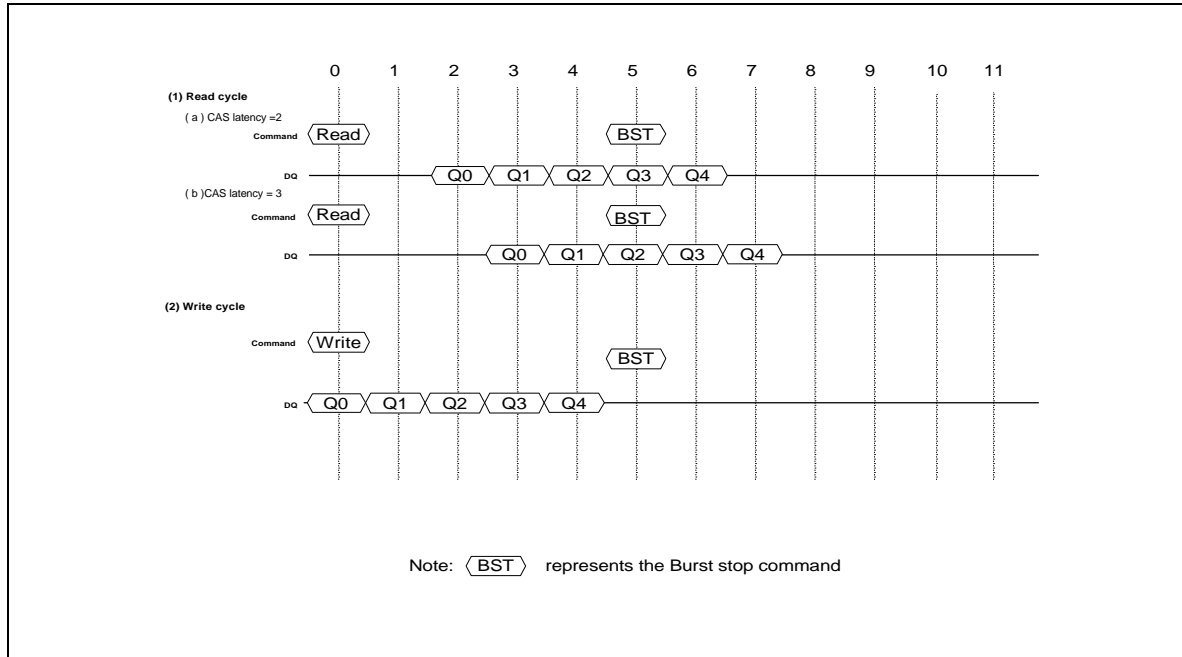 0 1 2 3 4 5 6 7 8 9 10 11
(1) Read cycle
( a ) CAS latency =2
Command Read BST
DQ Q0 Q1 Q2 Q3 Q4
( b )CAS latency = 3
Command Read BST
DQ Q0 Q1 Q2 Q3 Q4
(2) Write cycle
Command Write BST
DQ Q0 Q1 Q2 Q3 Q4
Note: BST represents the Burst stop command